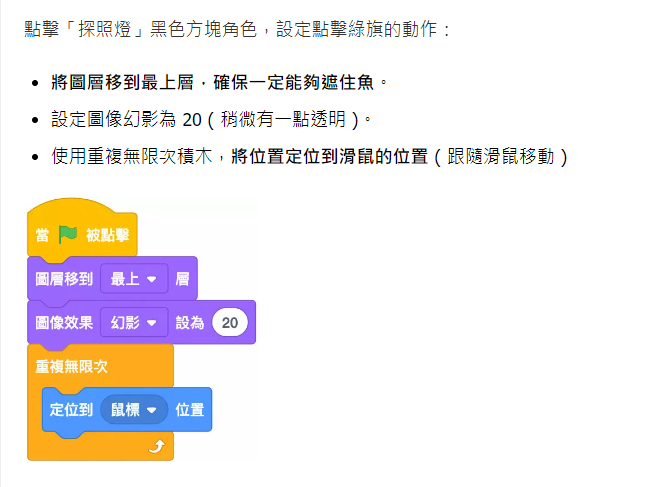 點擊「探照燈」黑色方塊角色，設定點擊綠旗的動作：
將圖層移到最上層，確保一定能夠遮住魚。
設定圖像幻影為 20 ( 稍微有一點透明 )。
使用重複無限次積木，將位置定位到滑鼠的位置 ( 跟隨滑鼠移動 )
當 被點擊
圖層移到 最上 層
圖像效果 幻影 設為 20
重複無限次
定位到 鼠標 位置